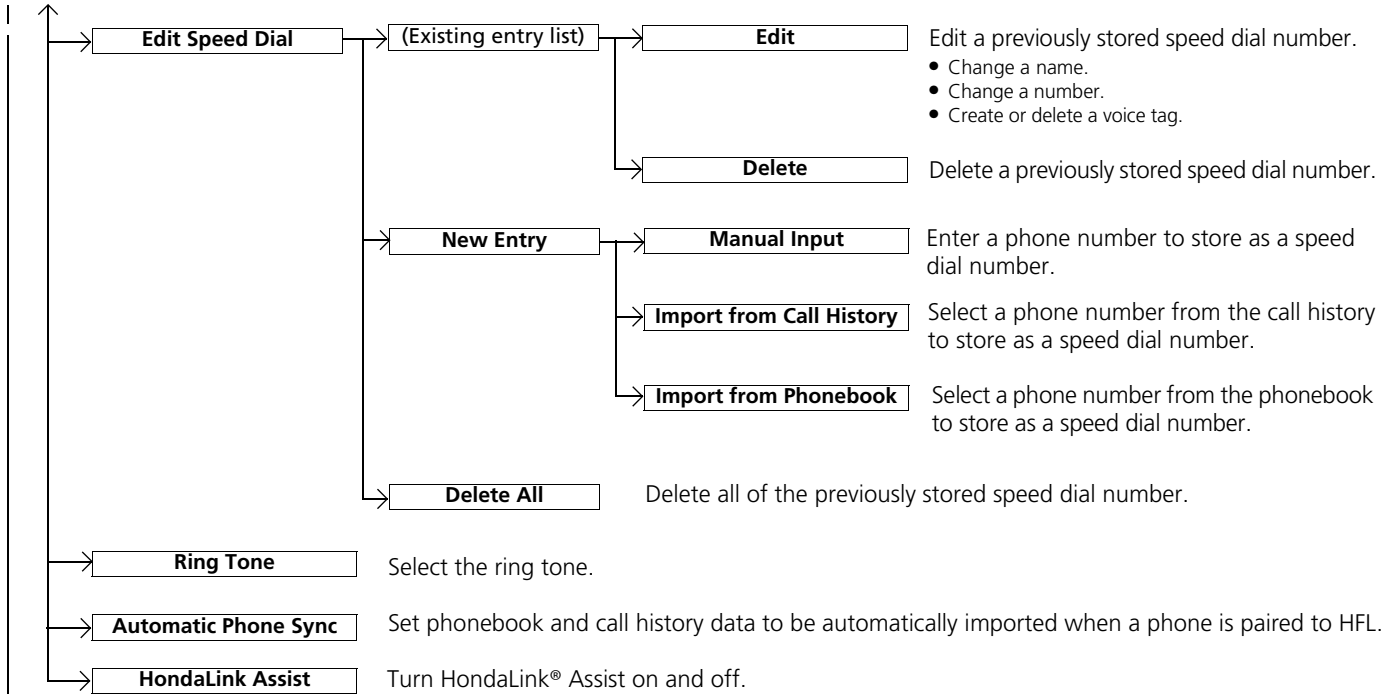 Edit Speed Dial
(Existing entry list)
Edit
Edit a previously stored speed dial number.
● Change a name.
● Change a number.
● Create or delete a voice tag.
Delete
Delete a previously stored speed dial number.
New Entry
Manual Input
Enter a phone number to store as a speed
dial number.
Import from Call History
Select a phone number from the call history
to store as a speed dial number.
Import from Phonebook
Select a phone number from the phonebook
to store as a speed dial number.
Delete All
Delete all of the previously stored speed dial number.
Ring Tone
Select the ring tone.
Automatic Phone Sync
Set phonebook and call history data to be automatically imported when a phone is paired to HFL.
HondaLink Assist
Turn HondaLink® Assist on and off.